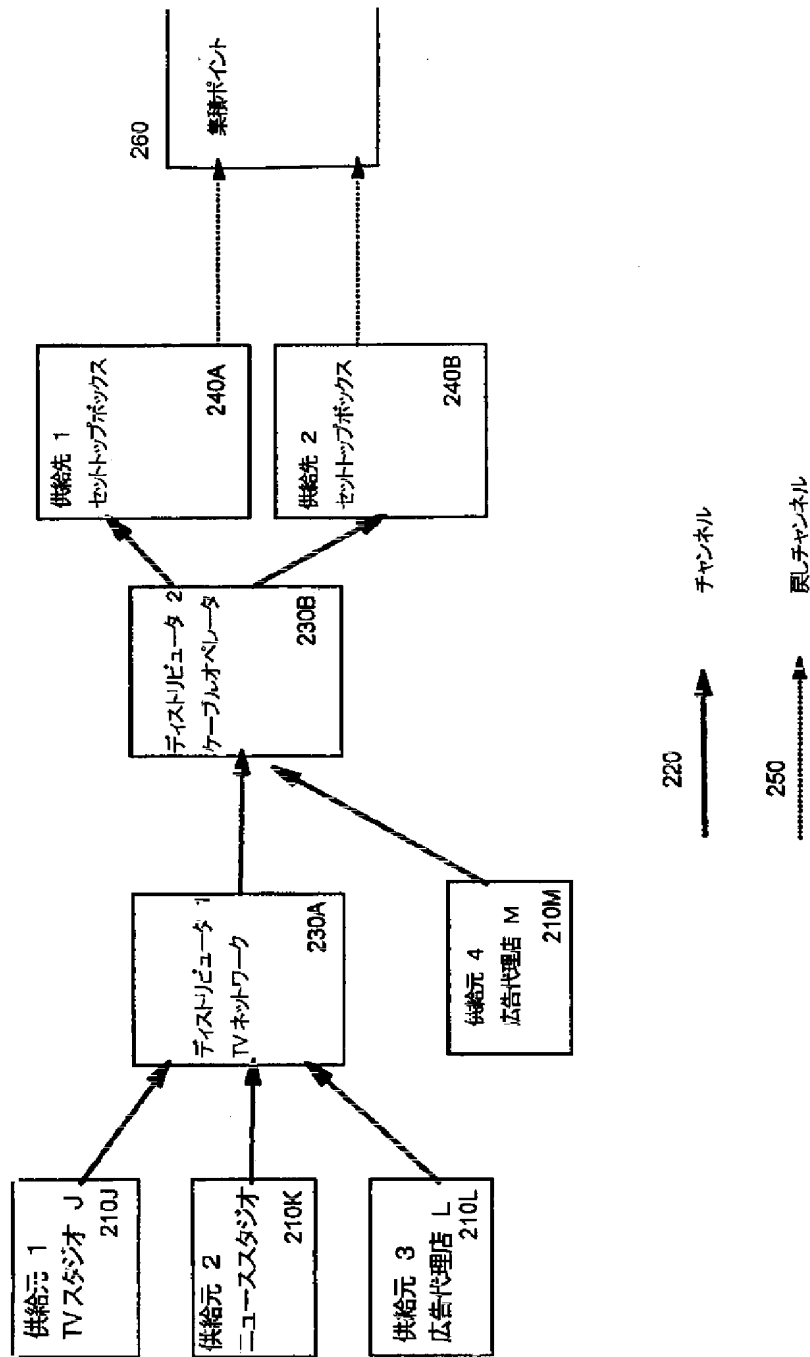 供給元 1
TVスタジオ J
210J
供給元 2
ニューススタジオ
210K
供給元 3
広告代理店 L
210L
ディストリビュータ 1
TVネットワーク
230A
供給元 4
広告代理店 M
210M
ディストリビュータ 2
ケーブルオペレータ
230B
供給先 1
セットトップボックス
240A
供給先 2
セットトップボックス
240B
260
集積ポイント
220
チャンネル
250
戻しチャンネル